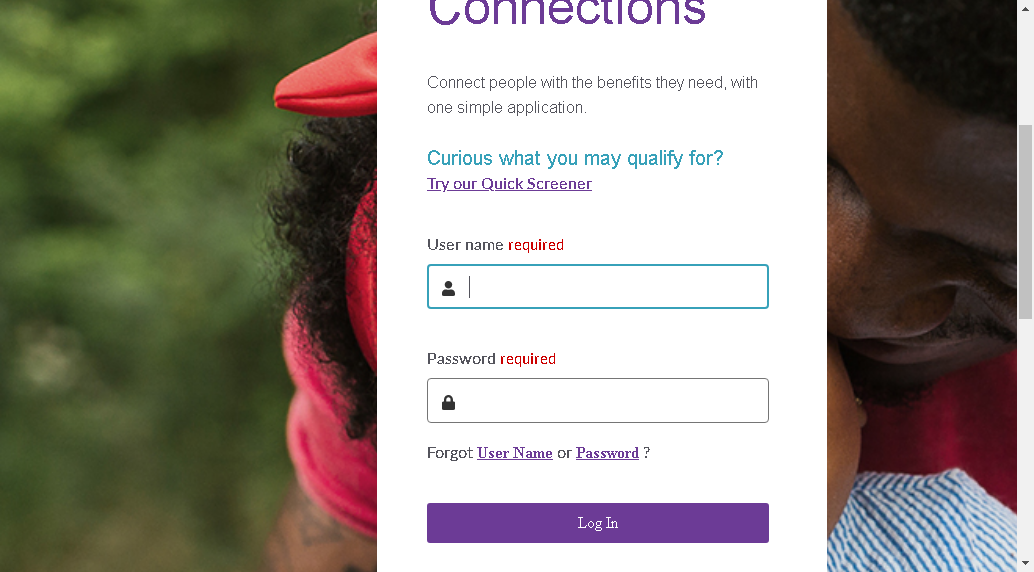 Connections
Connect people with the benefits they need, with
one simple application.
Curious what you may qualify for?
Try our Quick Screener
User name required
Password required
Forgot User Name or Password ?
Log In